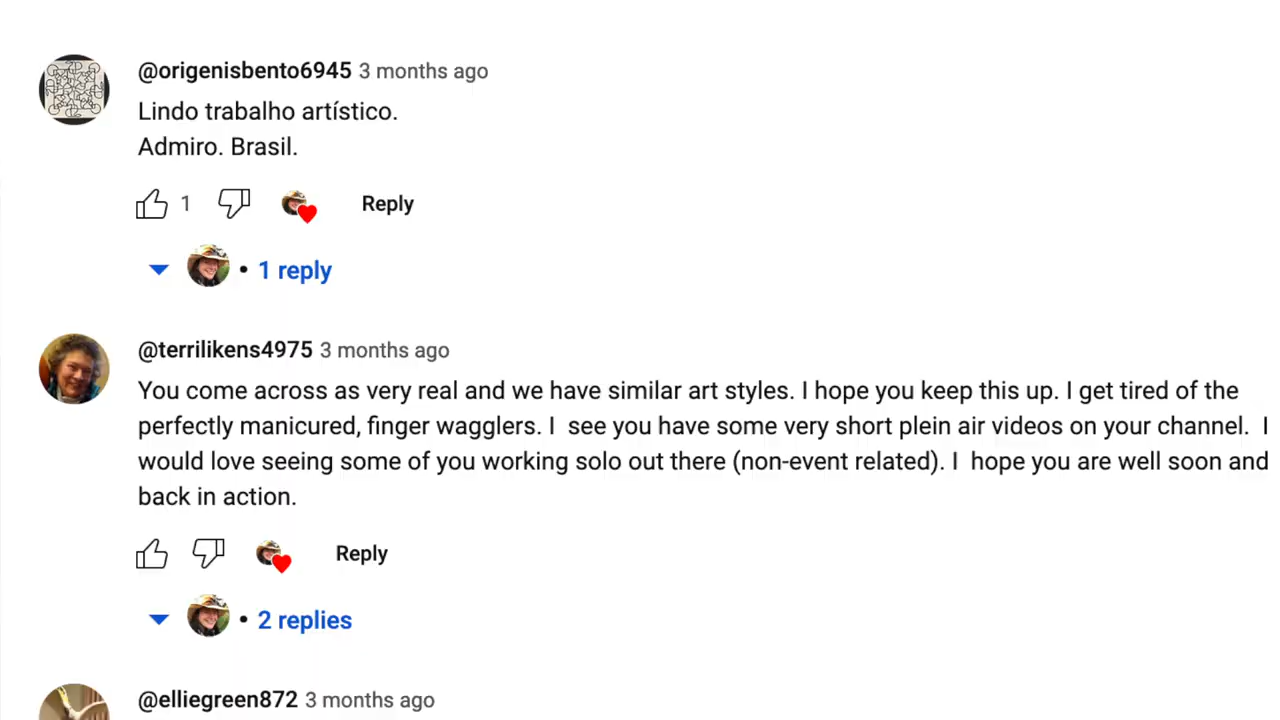 @origenisbento6945 3 months ago
Lindo trabalho artístico.
Admiro. Brasil.
1 Reply
• 1 reply
@terrilikens4975 3 months ago
You come across as very real and we have similar art styles. I hope you keep this up. I get tired of the
perfectly manicured, finger wagglers. I see you have some very short plein air videos on your channel. I
would love seeing some of you working solo out there (non-event related). I hope you are well soon and
back in action.
Reply
• 2 replies
@elliegreen872 3 months ago